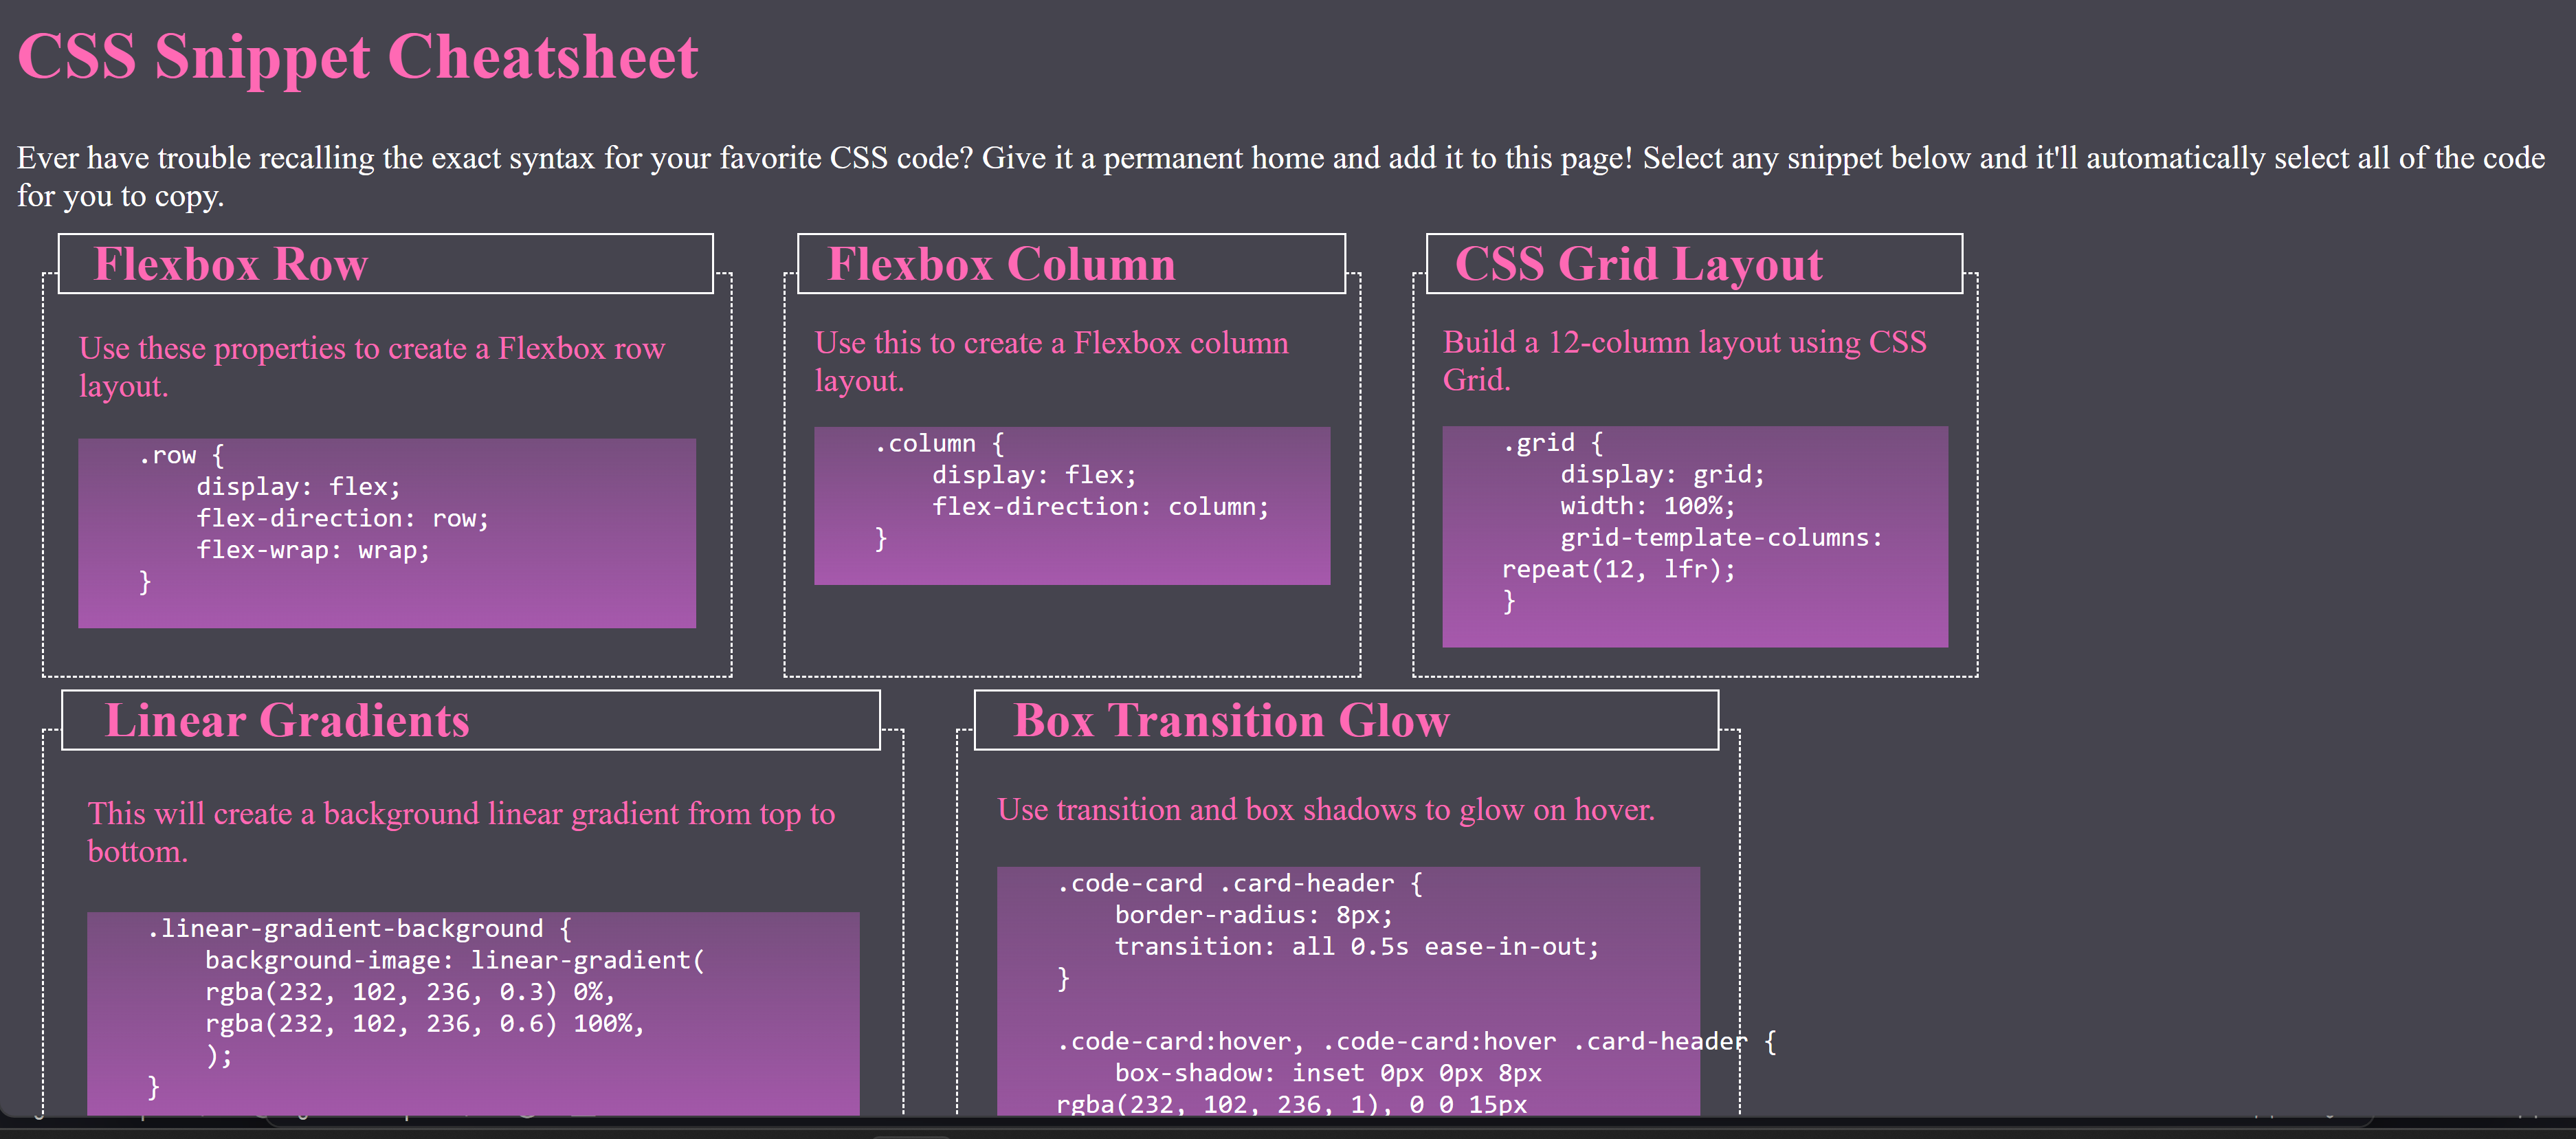 CSS Snippet Cheatsheet
Ever have trouble recalling the exact syntax for your favorite CSS code? Give it a permanent home and add it to this page! Select any snippet below and it'll automatically select all of the code
for you to copy.
Flexbox Row
Use these properties to create a Flexbox row
layout.
.row {
display: flex;
flex-direction: row;
flex-wrap: wrap;
}
Flexbox Column
Use this to create a Flexbox column
layout.
.column {
display: flex;
flex-direction: column;
}
CSS Grid Layout
Build a 12-column layout using CSS
Grid.
.grid {
display: grid;
width: 100%;
grid-template-columns:
repeat(12, lfr);
}
Linear Gradients
This will create a background linear gradient from top to
bottom.
.linear-gradient-background {
background-image: linear-gradient(
rgba(232, 102, 236, 0.3) 0%,
rgba(232, 102, 236, 0.6) 100%,
);
}
Box Transition Glow
Use transition and box shadows to glow on hover.
.code-card .card-header {
border-radius: 8px;
transition: all 0.5s ease-in-out;
}
.code-card:hover, .code-card:hover .card-header {
box-shadow: inset 0px 0px 8px
rgba(232, 102, 236, 1), 0 0 15px